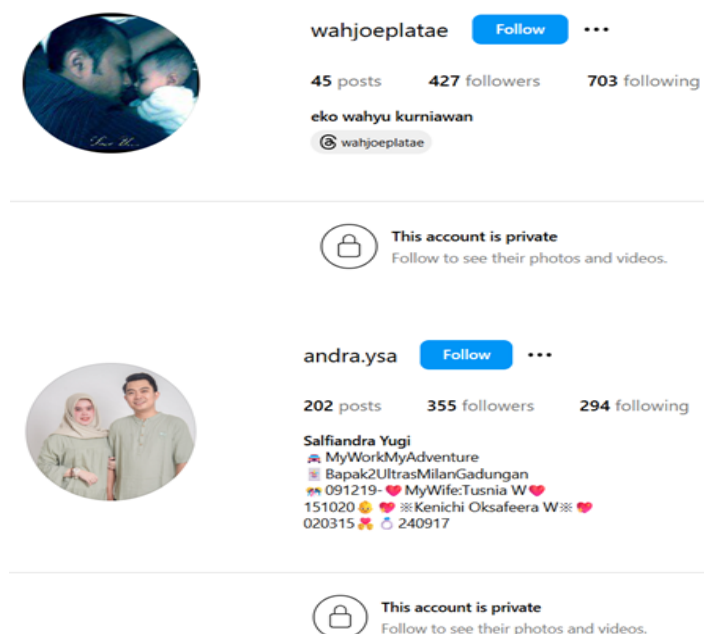 wahjoeplatae Follow
45 posts 427 followers 703 following
eko wahyu kurniawan
wahjoeplatae
This account is private
Follow to see their photos and videos.
andra.ysa Follow
202 posts 355 followers 294 following
Salfiandra Yugi
MyWorkMyAdventure
Bapak2UltrasMilanGadungan
091219-💖MyWife:Tusnia W💖
151020👶 💖※Kenichi Oksafeera W※ 💖
020315💑 💍240917
This account is private
Follow to see their photos and videos.